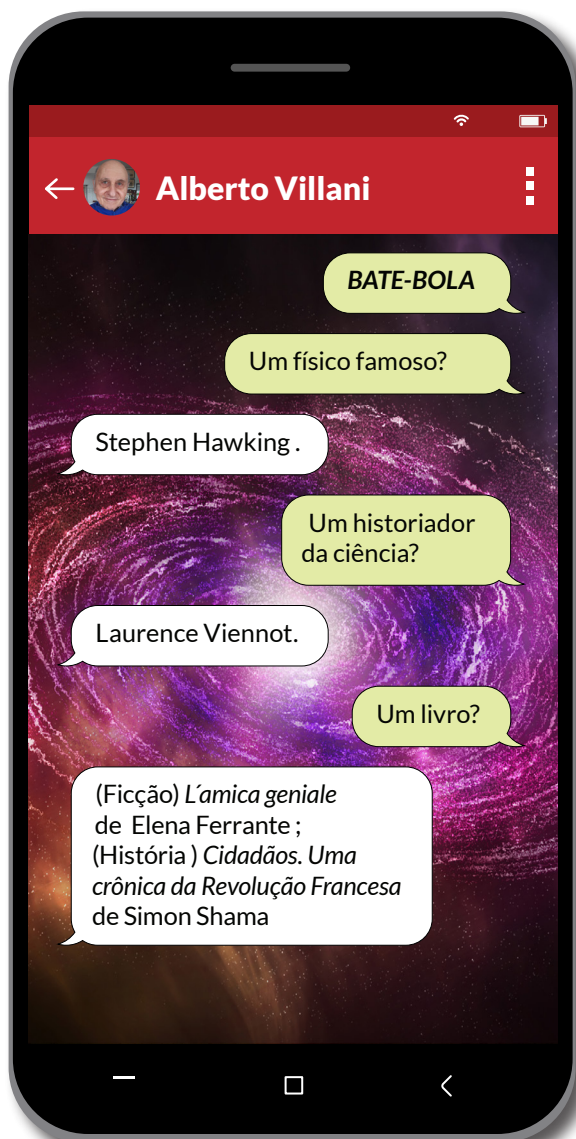 Alberto Villani
BATE-BOLA
Um físico famoso?
Stephen Hawking .
Um historiador
da ciência?
Laurence Viennot.
Um livro?
(Ficção) L´amica geniale
de Elena Ferrante ;
(História ) Cidadãos. Uma
crônica da Revolução Francesa
de Simon Shama